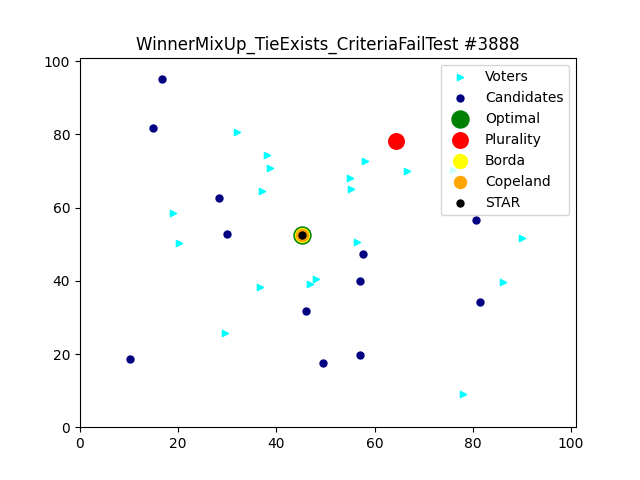 WinnerMixUp_TieExists_CriteriaFailTest #3888
100
80
60
40
20
0
0
20
40
60
80
100
Voters
Candidates
Optimal
Plurality
Borda
Copeland
STAR